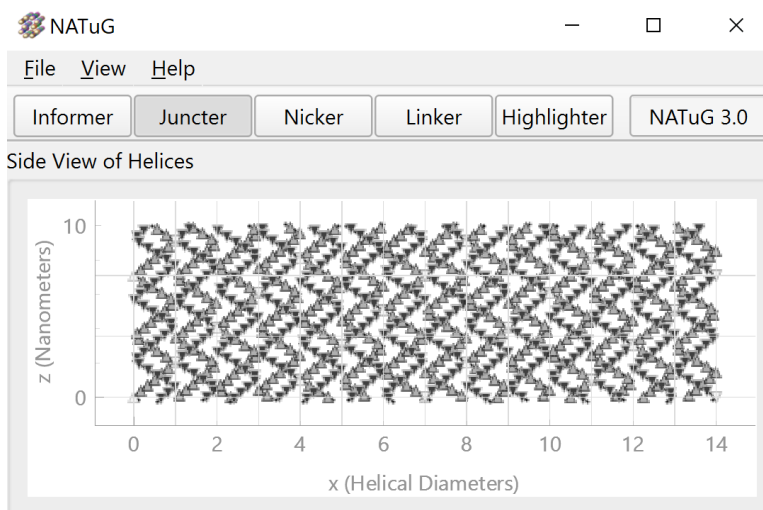 NATuG
File View Help
Informer Juncter Nicker Linker Highlighter NATuG 3.0
Side View of Helices
10
z (Nanometers)
0
0 2 4 6 8 10 12 14
x (Helical Diameters)